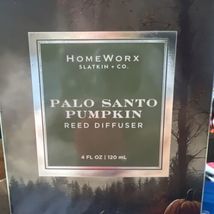 HOMEWORX
SLATKIN + CO.
PALO SANTO
PUMPKIN
REED DIFFUSER
4 FL OZ | 120 mL